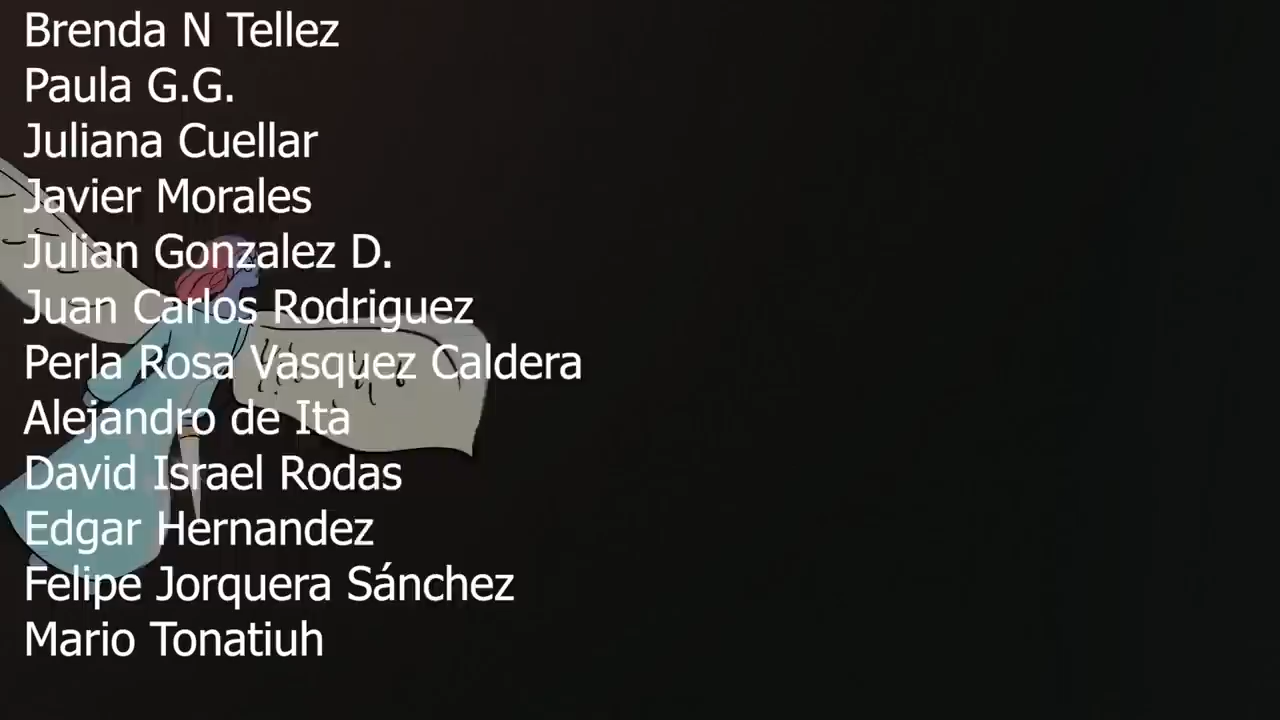 Brenda N Tellez
Paula G.G.
Juliana Cuellar
Javier Morales
Julian Gonzalez D.
Juan Carlos Rodriguez
Perla Rosa Vasquez Caldera
Alejandro de Ita
David Israel Rodas
Edgar Hernandez
Felipe Jorquera Sánchez
Mario Tonatiuh